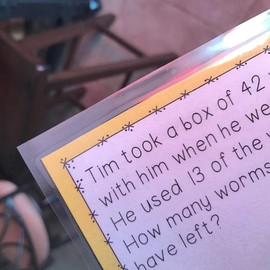 Tim took a box of 42
with him when he we
He used 13 of the
How many worms
have left?